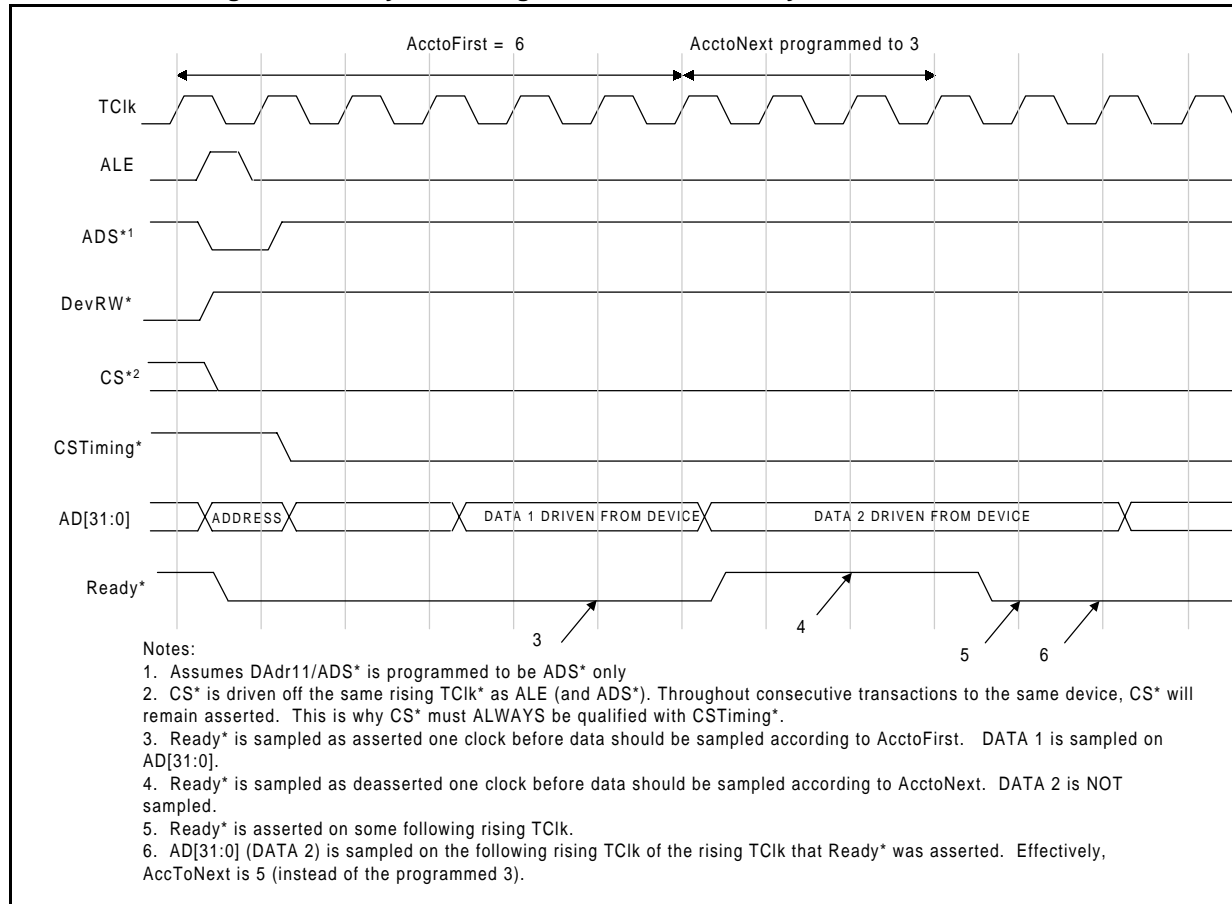 AcctoFirst = 6
AcctoNext programmed to 3
TClk
ALE
ADS*1
DevRW*
CS*2
CSTiming*
AD[31:0]
ADDRESS
DATA 1 DRIVEN FROM DEVICE
DATA 2 DRIVEN FROM DEVICE
Ready*
3
4
5
6
Notes:
1. Assumes DAdr11/ADS* is programmed to be ADS* only
2. CS* is driven off the same rising TClk* as ALE (and ADS*). Throughout consecutive transactions to the same device, CS* will
remain asserted. This is why CS* must ALWAYS be qualified with CSTiming*.
3. Ready* is sampled as asserted one clock before data should be sampled according to AcctoFirst. DATA 1 is sampled on
AD[31:0].
4. Ready* is sampled as deasserted one clock before data should be sampled according to AcctoNext. DATA 2 is NOT
sampled.
5. Ready* is asserted on some following rising TClk.
6. AD[31:0] (DATA 2) is sampled on the following rising TClk of the rising TClk that Ready* was asserted. Effectively,
AccToNext is 5 (instead of the programmed 3).